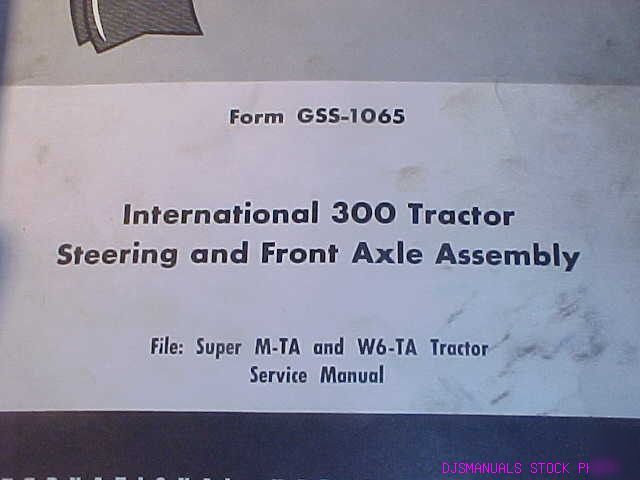 Form GSS-1065
International 300 Tractor
Steering and Front Axle Assembly
File: Super M-TA and W6-TA Tractor
Service Manual
DJSMANUALS STOCK